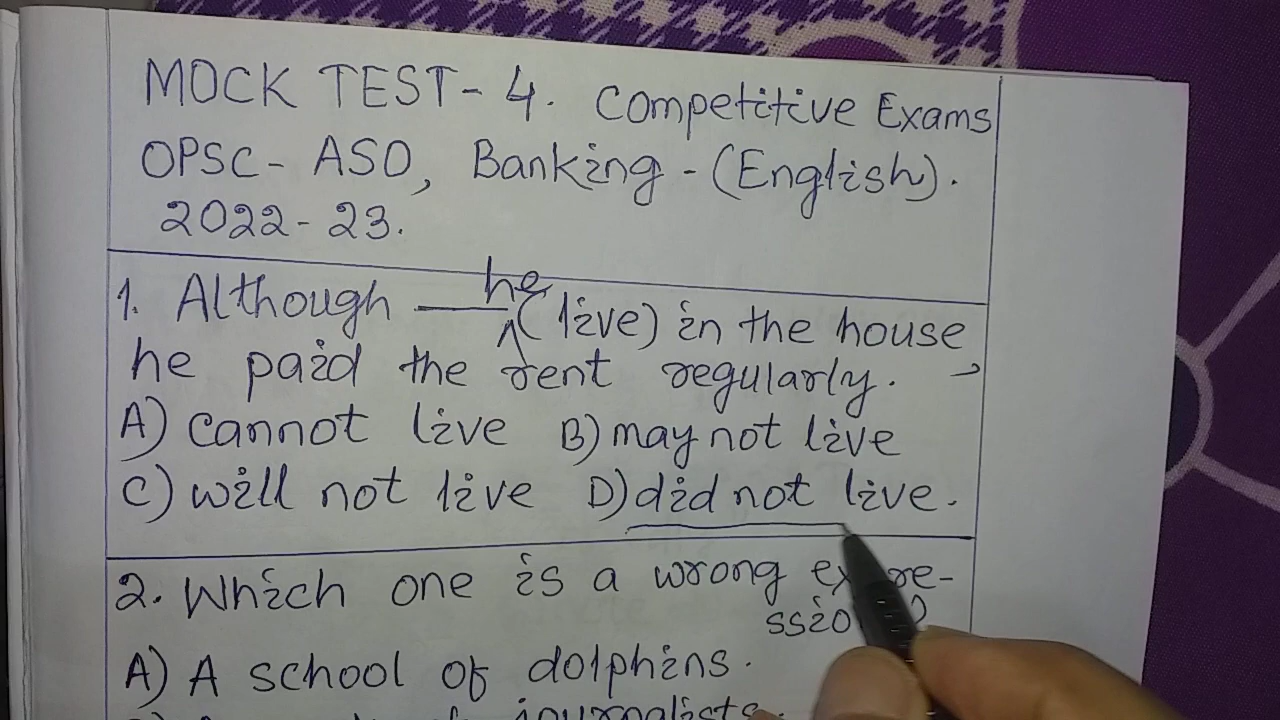 MOCK TEST- 4. Competitive Exams
OPSC- ASO, Banking - (English).
2022-23.
he
1. Although ___ (live) in the house,
he paid the rent regularly.
A) cannot live B) may not live
C) will not live D) did not live.
2. Which one is a wrong
A) A school of dolphins.
journalists.